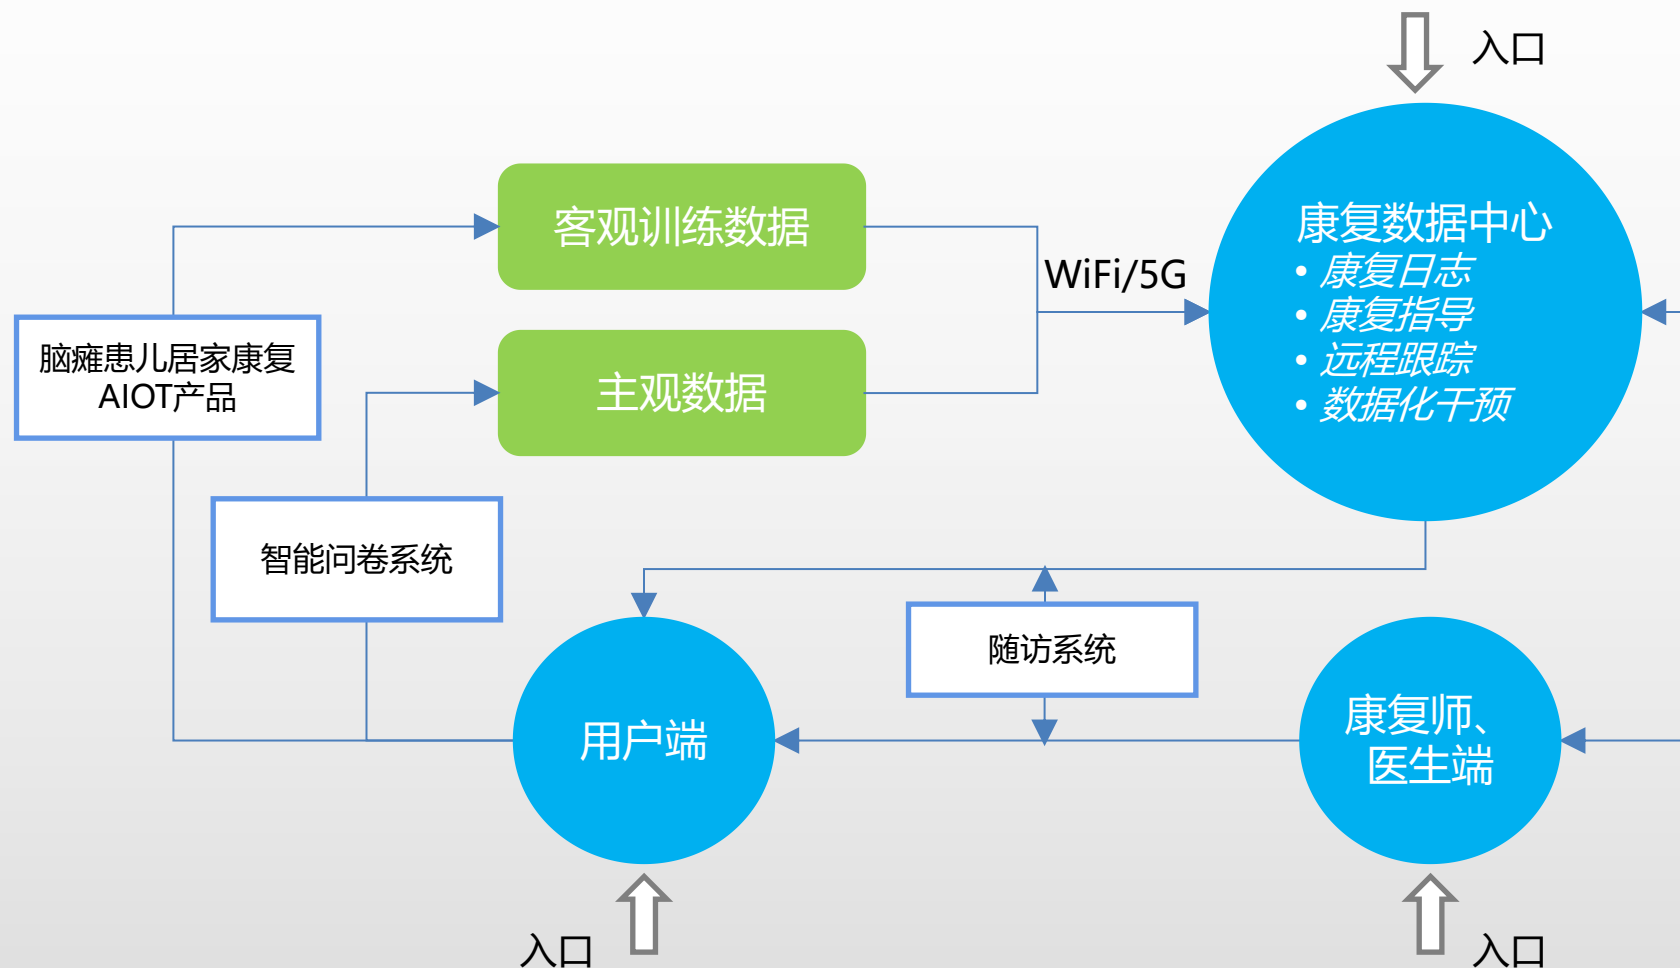 入口
客观训练数据
康复数据中心
• 康复日志
• 康复指导
• 远程跟踪
• 数据化干预
WiFi/5G
脑瘫患儿居家康复
AIOT产品
主观数据
智能问卷系统
随访系统
用户端
康复师、
医生端
入口
入口